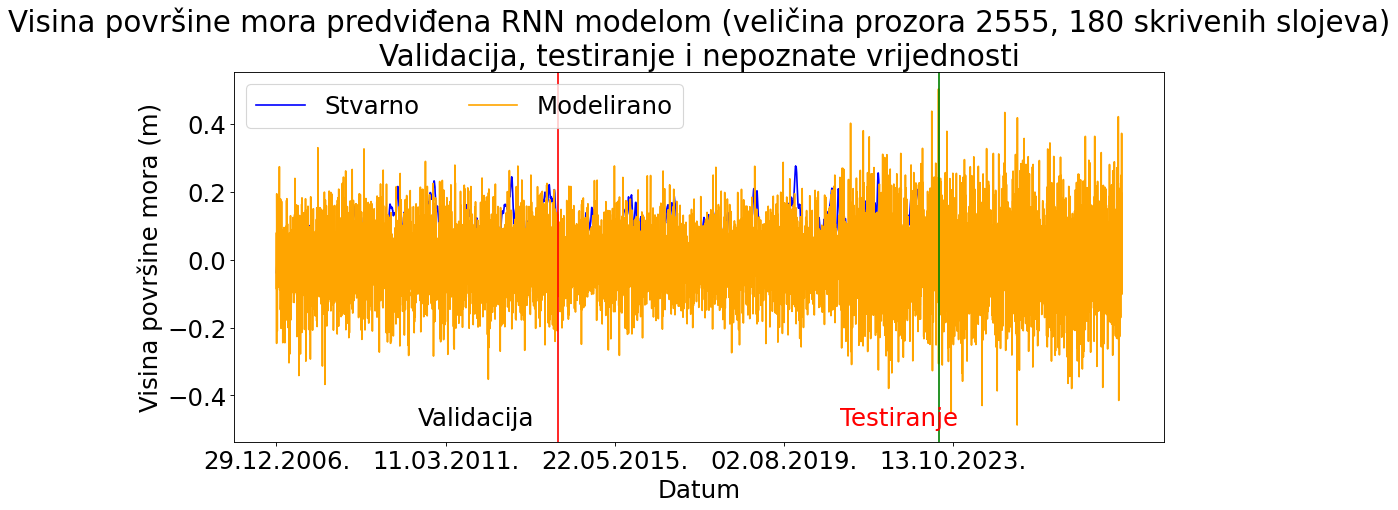 Visina površine mora predviđena RNN modelom (veličina prozora 2555, 180 skrivenih slojeva)
Validacija, testiranje i nepoznate vrijednosti
Stvarno
Modelirano
Visina površine mora (m)
0.4
0.2
0.0
−0.2
−0.4
Validacija
Testiranje
29.12.2006.
11.03.2011.
22.05.2015.
02.08.2019.
13.10.2023.
Datum